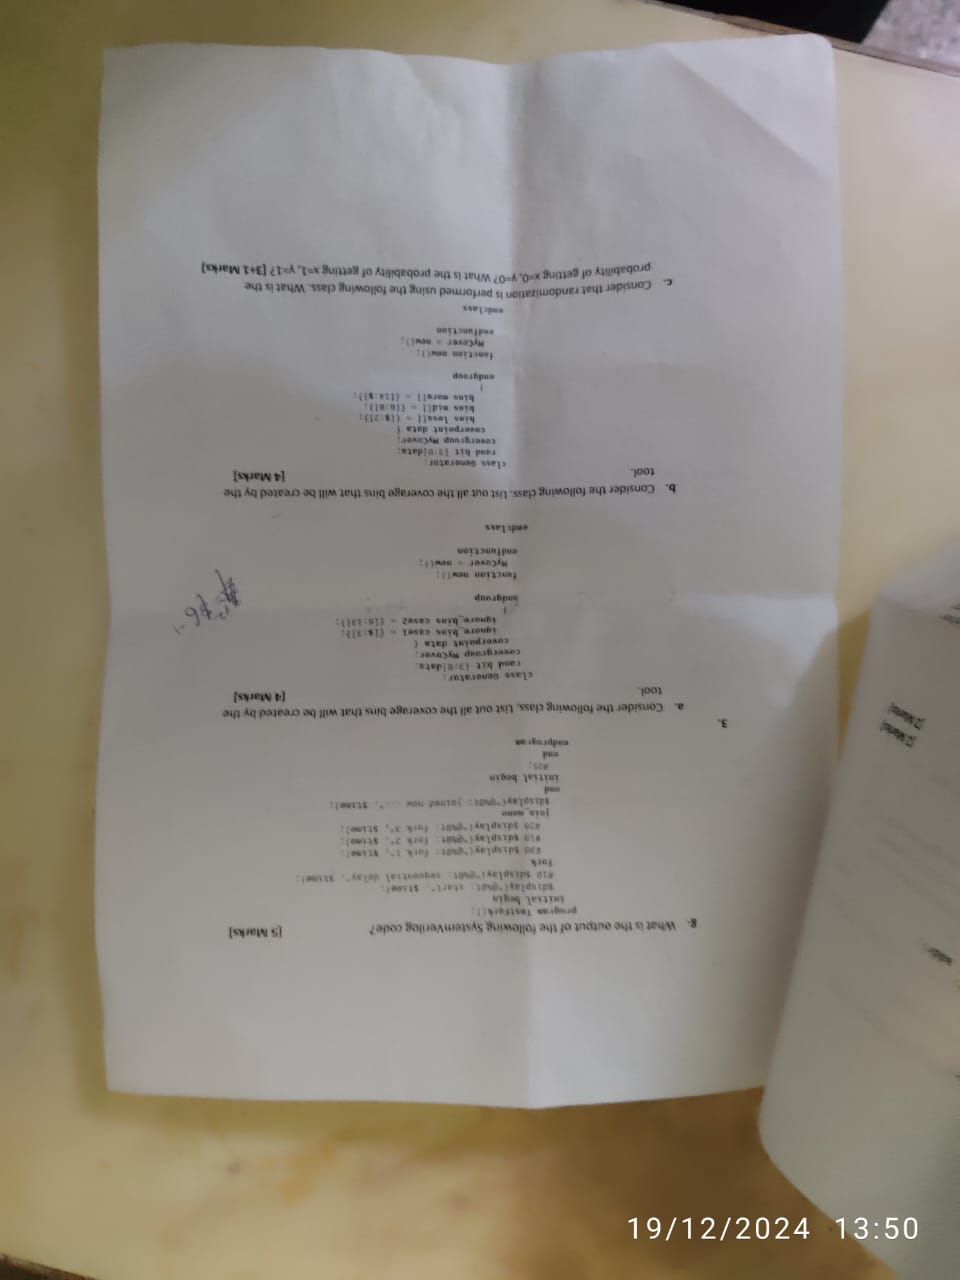 g. What is the output of the following SystemVerilog code? [5 Marks]
program TestFork();
initial begin
$display("@%0t: start", $time);
#10 $display("@%0t: sequential delay", $time);
fork
#30 $display("@%0t: fork 1", $time);
#10 $display("@%0t: fork 2", $time);
#20 $display("@%0t: fork 3", $time);
join_none
$display("@%0t: joined now ...", $time);
end
initial begin
#25;
end
endprogram
3.
a. Consider the following class. List out all the coverage bins that will be created by the
tool. [4 Marks]
class Generator;
rand bit [3:0]data;
covergroup MyCover;
coverpoint data {
ignore_bins case1 = {[$:3]};
ignore_bins case2 = {[6:13]};
}
endgroup
function new();
MyCover = new();
endfunction
endclass
b. Consider the following class. List out all the coverage bins that will be created by the
tool. [4 Marks]
class Generator;
rand bit [3:0]data;
covergroup MyCover;
coverpoint data {
bins less[] = {[$:2]};
bins mid[] = {[6:8]};
bins more[] = {[14:$]};
}
endgroup
function new();
MyCover = new();
endfunction
endclass
c. Consider that randomization is performed using the following class. What is the
probability of getting x=0, y=0? What is the probability of getting x=1, y=1? [3+1 Marks]
[2 Marks]
[2 Marks]
19/12/2024 13:50